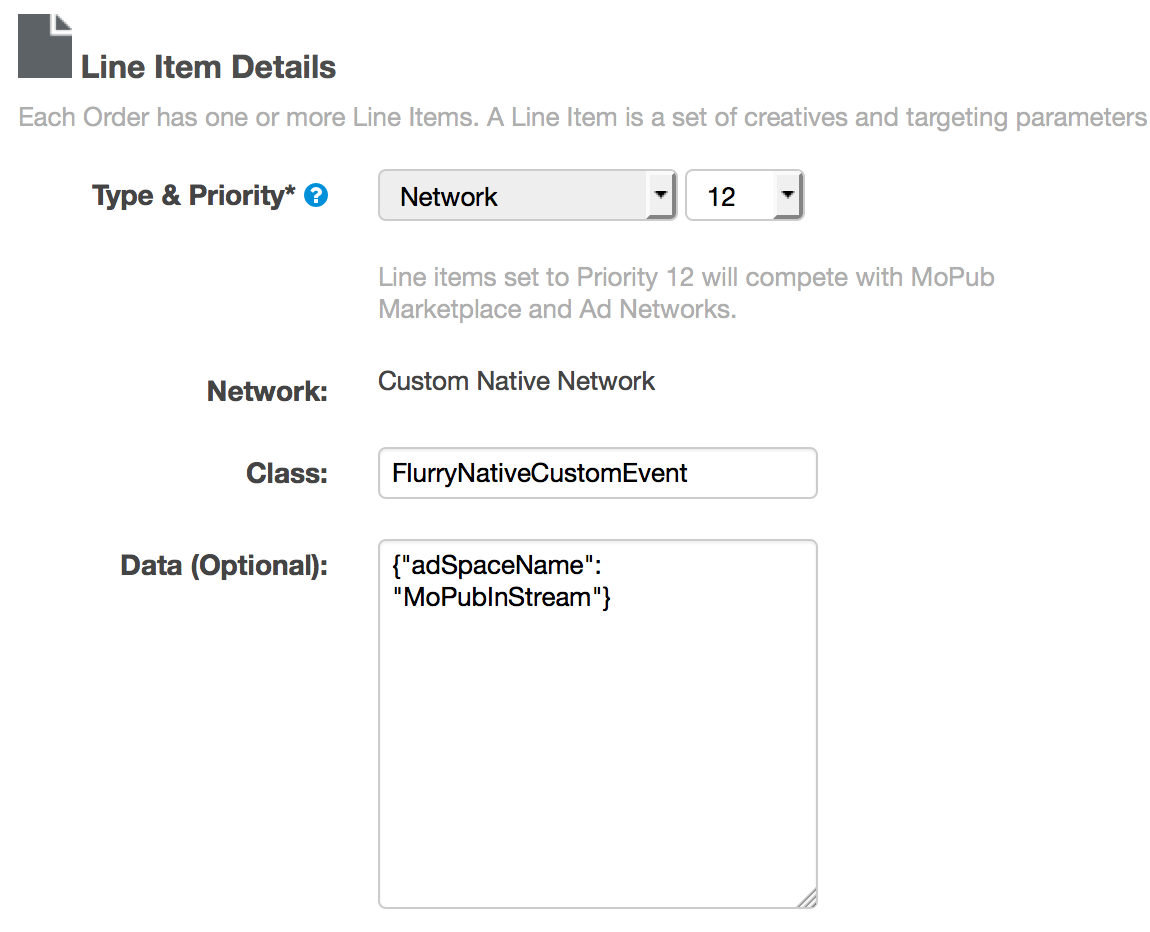 Line Item Details
Each Order has one or more Line Items. A Line Item is a set of creatives and targeting parameters
Type & Priority* ?
Network
12
Line items set to Priority 12 will compete with MoPub
Marketplace and Ad Networks.
Network:
Custom Native Network
Class:
FlurryNativeCustomEvent
Data (Optional):
{"adSpaceName":
"MoPubInStream"}